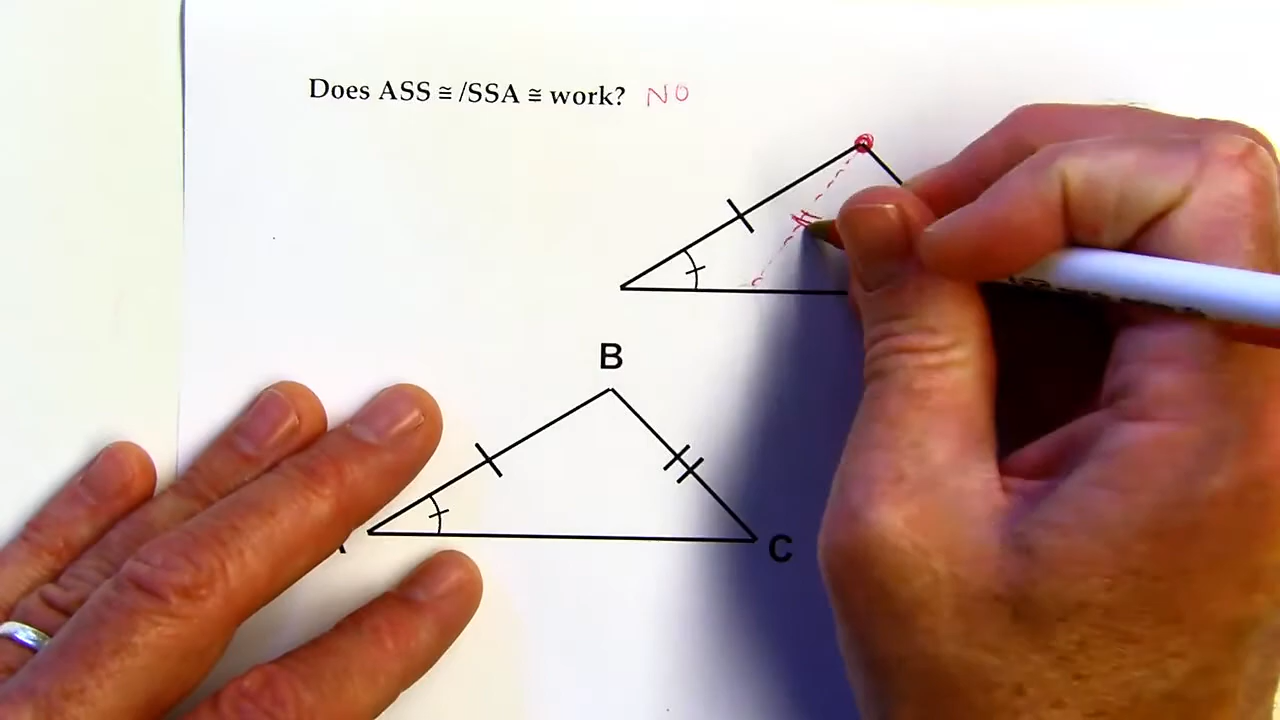 Does ASS ≅ /SSA ≅ work? NO
B
C